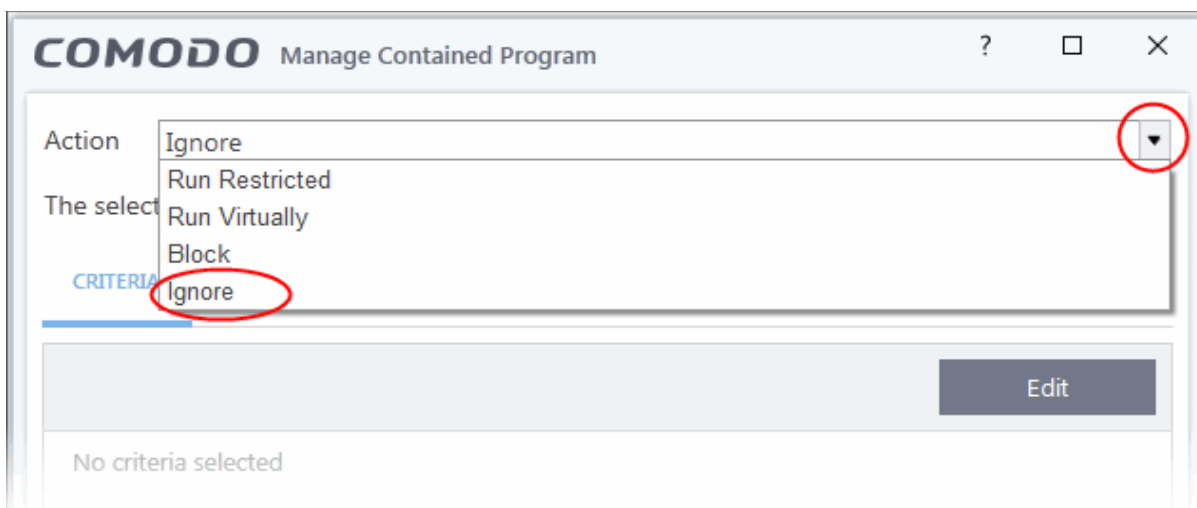 COMODO Manage Contained Program ?
Action Ignore
Run Restricted
The select
Run Virtually
Block
CRITERIA
Ignore
Edit
No criteria selected